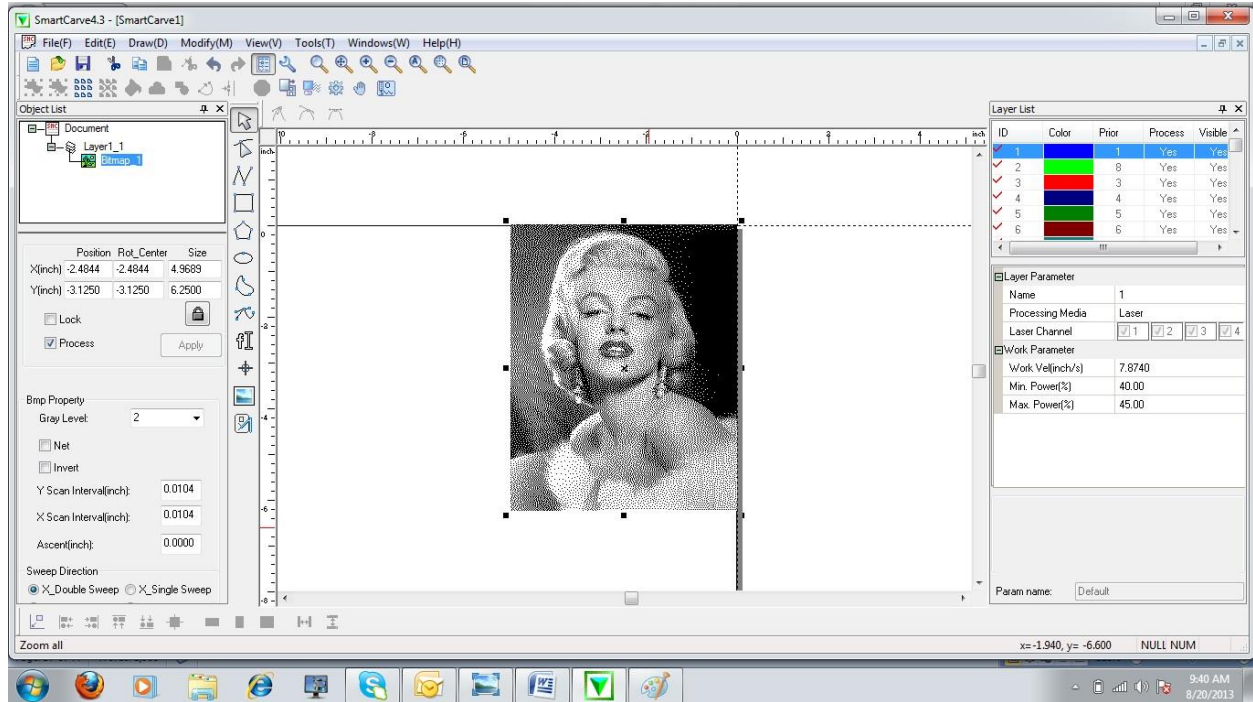 SmartCarve4.3 - [SmartCarve1]
File(F) Edit(E) Draw(D) Modify(M) View(V) Tools(T) Windows(W) Help(H)
Object List
Document
Layer1_1
Bitmap_1
Position Rot_Center Size
X(inch) -2.4844 -2.4844 4.9689
Y(inch) -3.1250 -3.1250 6.2500
Lock
Process Apply
Bmp Property
Gray Level: 2
Net
Invert
Y Scan Interval(inch): 0.0104
X Scan Interval(inch): 0.0104
Ascent(inch): 0.0000
Sweep Direction
X_Double Sweep X_Single Sweep
inch
inch
0
-2
-4
-6
-8
Layer List
ID Color Prior Process Visible
1 1 Yes Yes
2 8 Yes Yes
3 3 Yes Yes
4 4 Yes Yes
5 5 Yes Yes
6 6 Yes Yes
Layer Parameter
Name 1
Processing Media Laser
Laser Channel 1 2 3 4
Work Parameter
Work Vel(inch/s) 7.8740
Min. Power(%) 40.00
Max. Power(%) 45.00
Param name: Default
Zoom all
x=-1.940, y= -6.600 NULL NUM
9:40 AM
8/20/2013